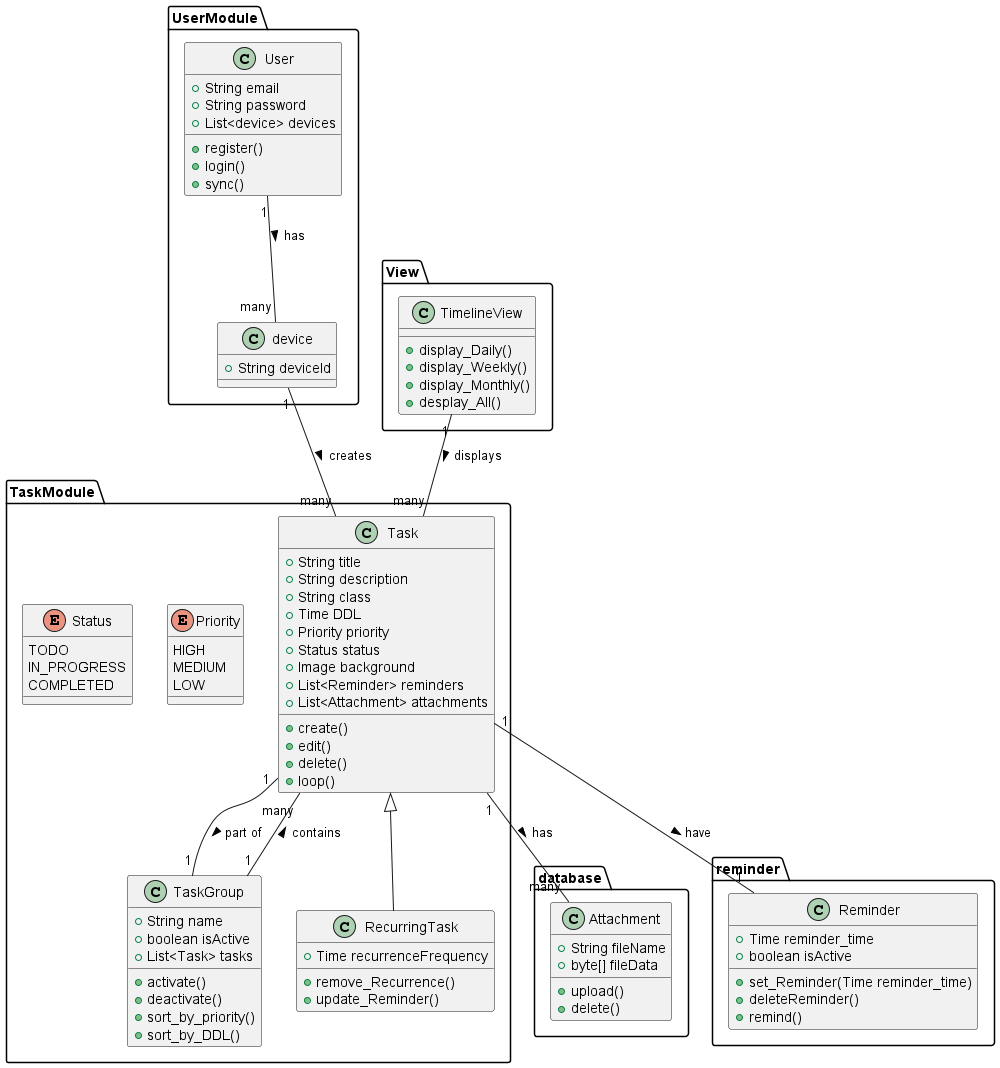 UserModule
C User
String email
String password
List<device> devices
register()
login()
sync()
1
has
many
C device
String deviceId
1
creates
many
View
C TimelineView
display_Daily()
display_Weekly()
display_Monthly()
desplay_All()
1
displays
many
TaskModule
C Task
String title
String description
String class
Time DDL
Priority priority
Status status
Image background
List<Reminder> reminders
List<Attachment> attachments
create()
edit()
delete()
loop()
E Status
TODO
IN_PROGRESS
COMPLETED
E Priority
HIGH
MEDIUM
LOW
1
part of
1
many
contains
1
1
has
many
1
have
1
C TaskGroup
String name
boolean isActive
List<Task> tasks
activate()
deactivate()
sort_by_priority()
sort_by_DDL()
C RecurringTask
Time recurrenceFrequency
remove_Recurrence()
update_Reminder()
database
C Attachment
String fileName
byte[] fileData
upload()
delete()
reminder
C Reminder
Time reminder_time
boolean isActive
set_Reminder(Time reminder_time)
deleteReminder()
remind()